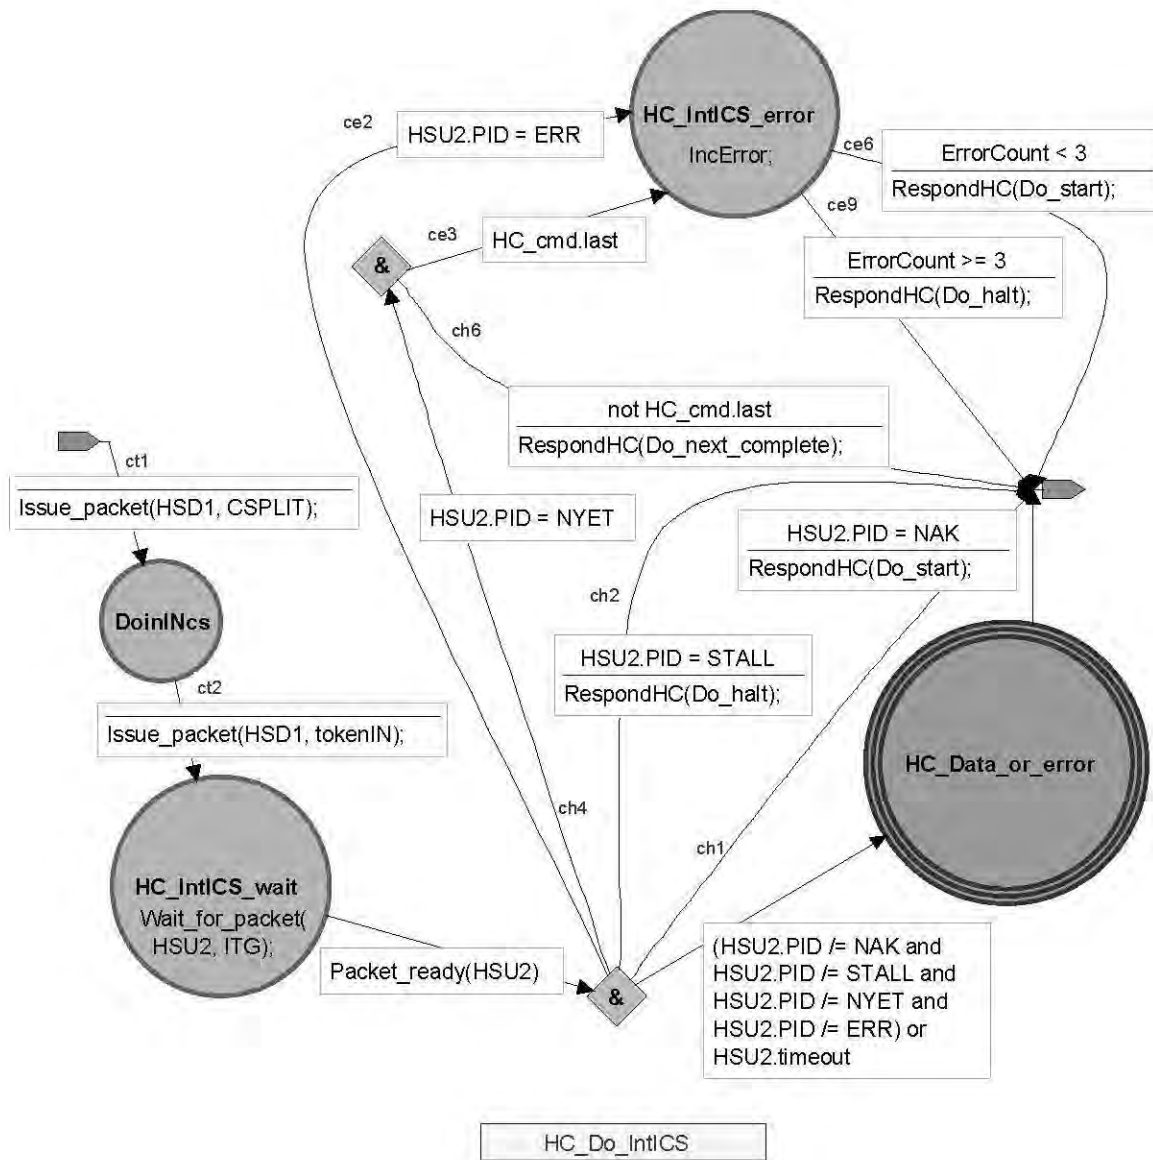 ce2
HSU2.PID = ERR
HC_IntICS_error
IncError;
ce6
ErrorCount < 3
RespondHC(Do_start);
ce9
ErrorCount >= 3
RespondHC(Do_halt);
ce3
HC_cmd.last
&
ch6
not HC_cmd.last
RespondHC(Do_next_complete);
ct1
Issue_packet(HSD1, CSPLIT);
HSU2.PID = NYET
HSU2.PID = NAK
RespondHC(Do_start);
ch2
DoinINcs
HSU2.PID = STALL
RespondHC(Do_halt);
ct2
Issue_packet(HSD1, tokenIN);
HC_Data_or_error
ch4
ch1
HC_IntICS_wait
Wait_for_packet(
HSU2, ITG);
Packet_ready(HSU2)
&
(HSU2.PID /= NAK and
HSU2.PID /= STALL and
HSU2.PID /= NYET and
HSU2.PID /= ERR) or
HSU2.timeout
HC_Do_IntICS